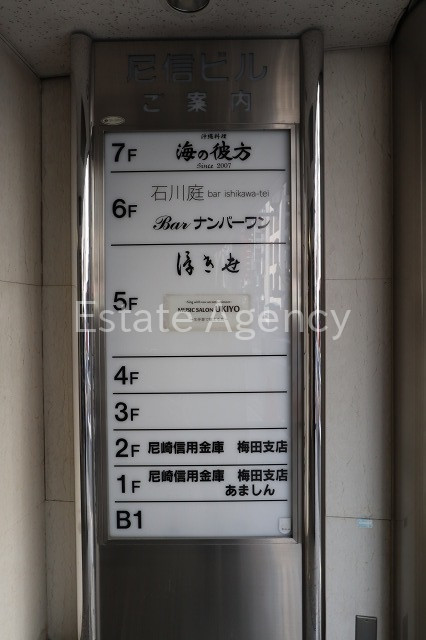 尼信ビル
ご案内
7F
沖縄料理
海の彼方
Since 2007
6F
石川庭 bar ishikawa-tei
Bar ナンバーワン
浮き世
5F
MUSIC SALON UKIYO
Estate Agency
4F
3F
2F 尼崎信用金庫 梅田支店
1F 尼崎信用金庫 梅田支店
あましん
B1